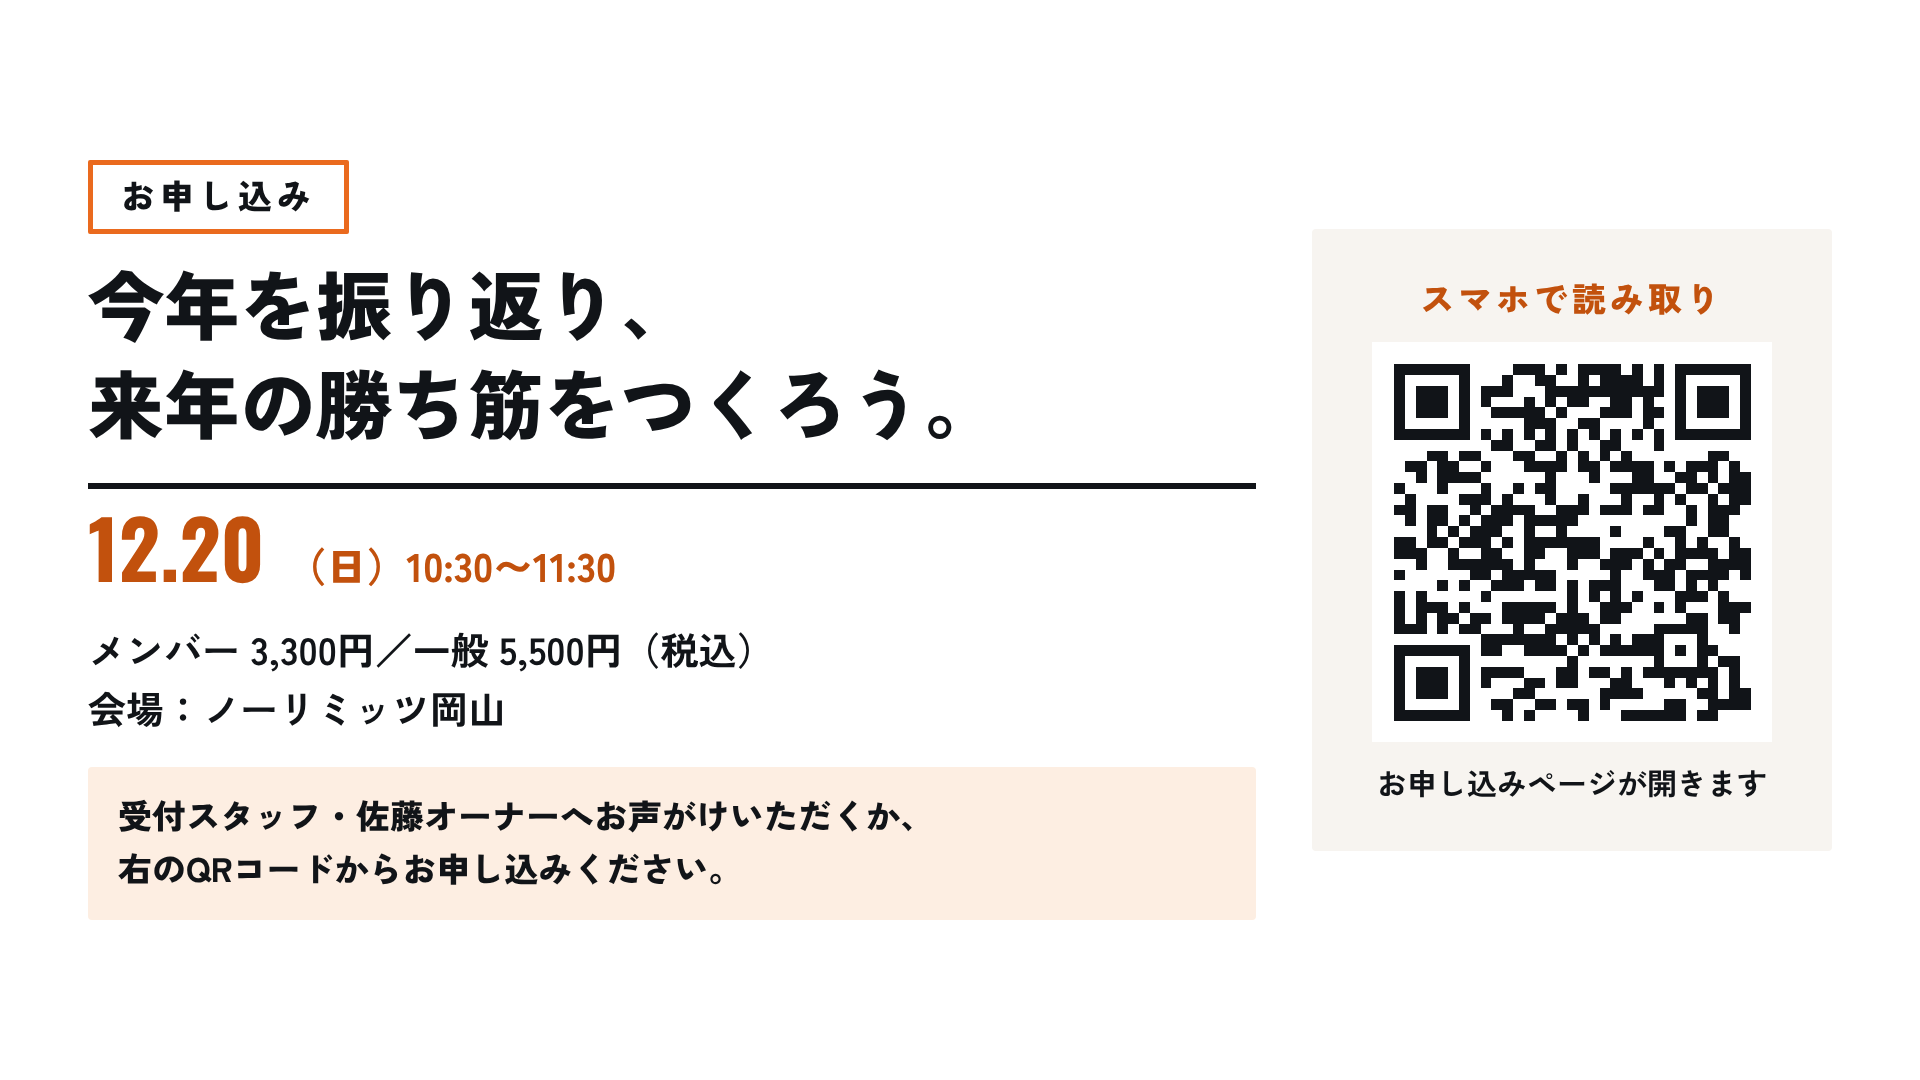 お申し込み
今年を振り返り、
来年の勝ち筋をつくろう。
12.20 （日）10:30〜11:30
メンバー 3,300円／一般 5,500円（税込）
会場：ノーリミッツ岡山
受付スタッフ・佐藤オーナーへお声がけいただくか、
右のQRコードからお申し込みください。
スマホで読み取り
お申し込みページが開きます